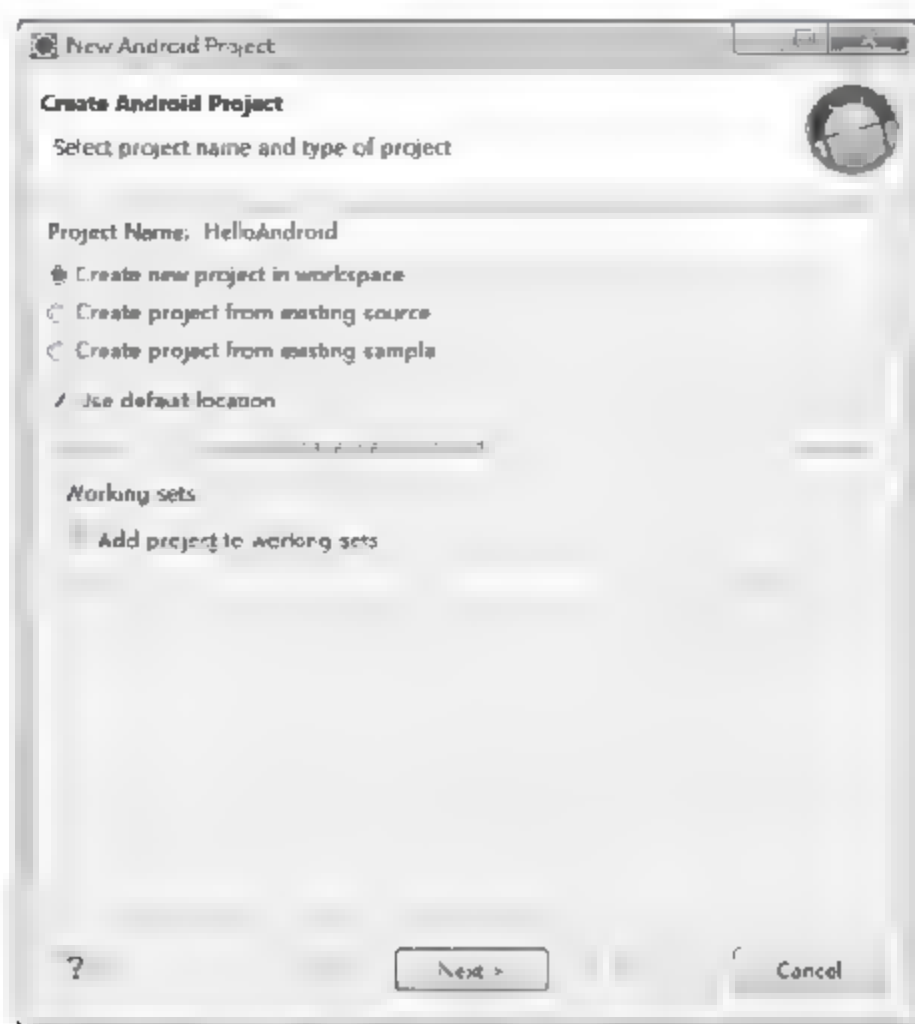 New Android Project
Create Android Project
Select project name and type of project
Project Name: HelloAndroid
Create new project in workspace
Create project from existing source
Create project from existing sample
Use default location
Working sets
Add project to working sets
?
Next >
Cancel